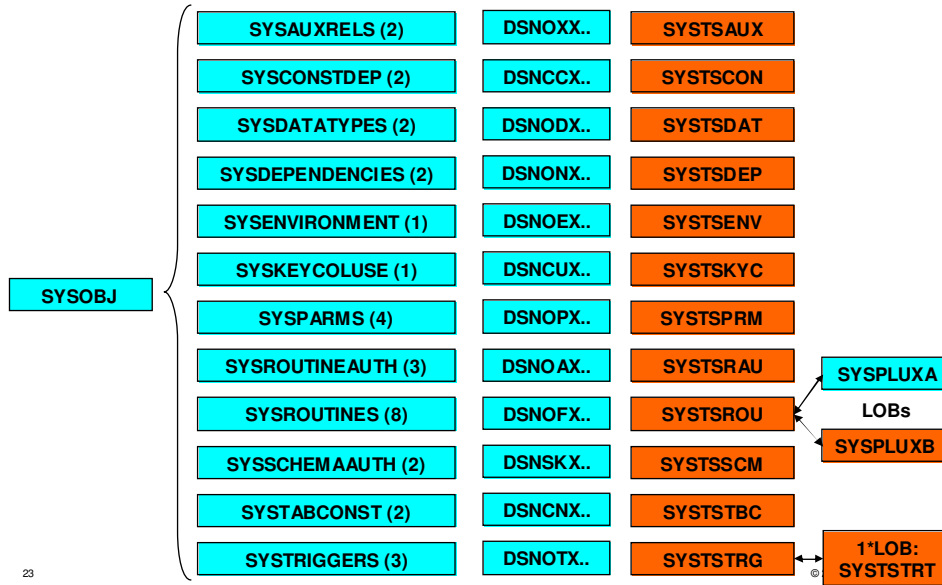 SYSAUXRELS (2) DSNOXX.. SYSTSAUX
SYSCONSTDEP (2) DSNCCX.. SYSTSCON
SYSDATATYPES (2) DSNODX.. SYSTSDAT
SYSDEPENDENCIES (2) DSNONX.. SYSTSDEP
SYSENVIRONMENT (1) DSNOEX.. SYSTSENV
SYSKEYCOLUSE (1) DSNCUX.. SYSTSKYC
SYSOBJ
SYSPARMS (4) DSNOPX.. SYSTSPRM
SYSROUTINEAUTH (3) DSNOAX.. SYSTSRAU
SYSPLUXA
SYSROUTINES (8) DSNOFX.. SYSTSROU LOBs
SYSPLUXB
SYSSCHEMAAUTH (2) DSNSKX.. SYSTSSCM
SYSTABCONST (2) DSNCNX.. SYSTSTBC
SYSTRIGGERS (3) DSNOTX.. SYSTSTRG 1*LOB:
SYSTSTRT
23 ©